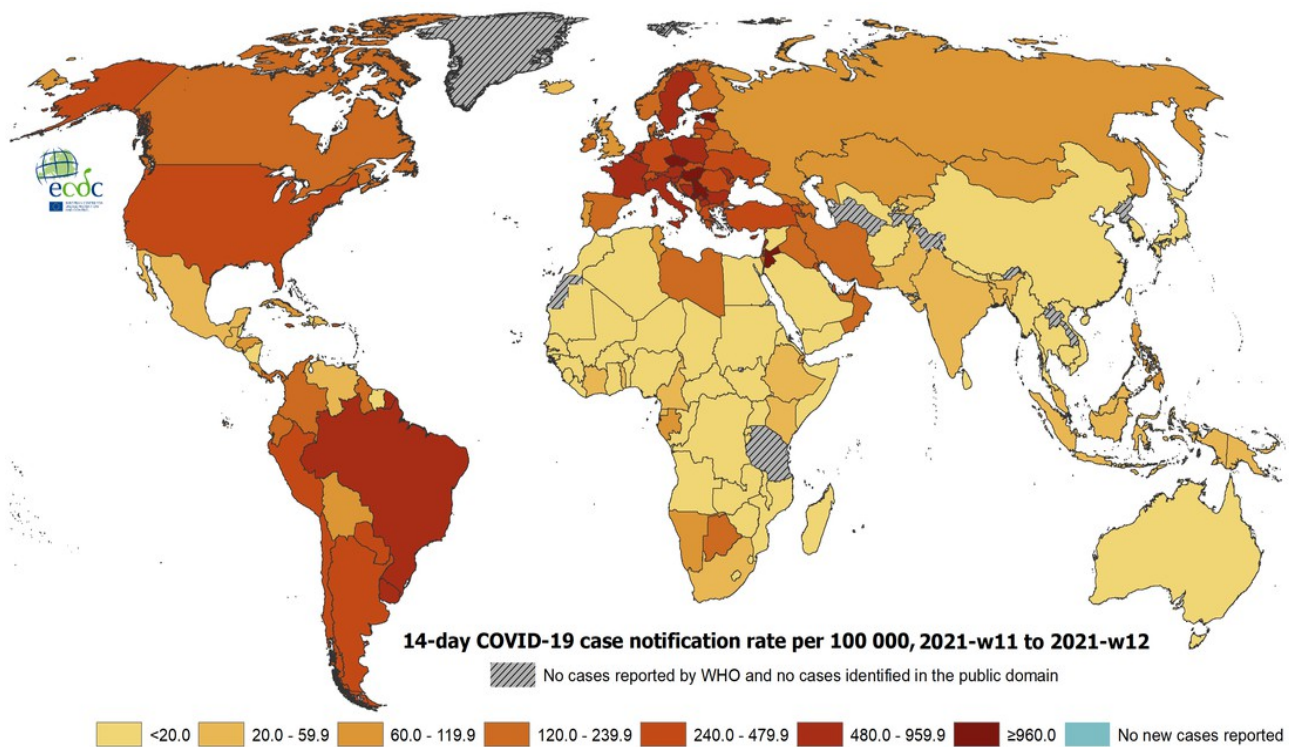 ecdc
14-day COVID-19 case notification rate per 100 000, 2021-w11 to 2021-w12
No cases reported by WHO and no cases identified in the public domain
<20.0
20.0 - 59.9
60.0 - 119.9
120.0 - 239.9
240.0 - 479.9
480.0 - 959.9
≥960.0
No new cases reported